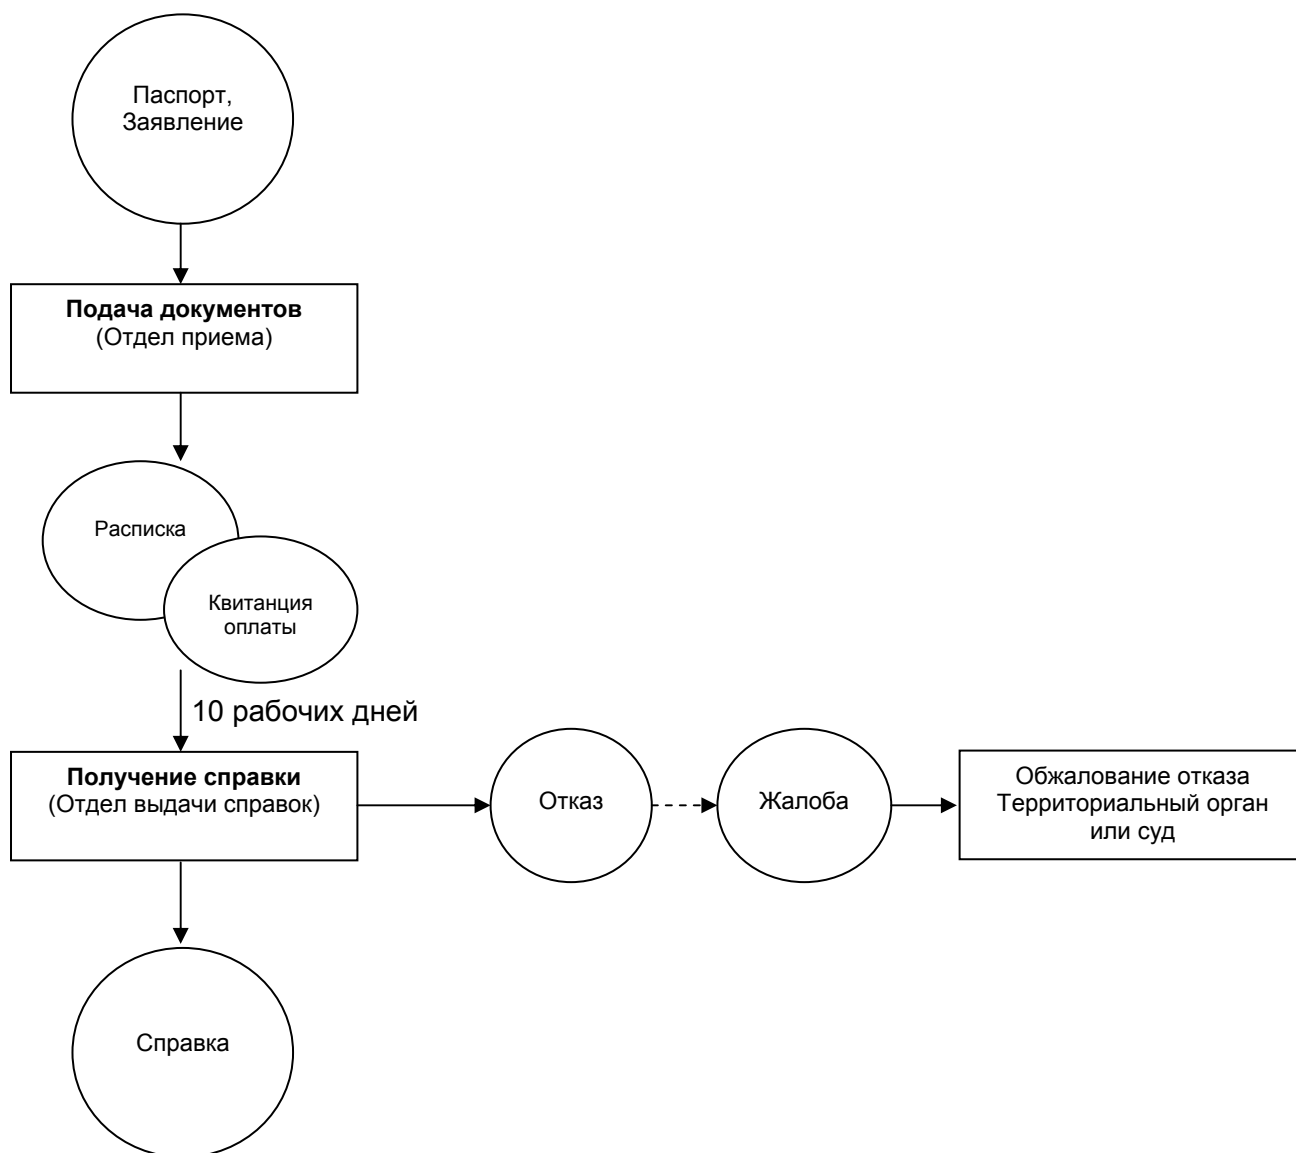 Паспорт,
Заявление
Подача документов
(Отдел приема)
Расписка
Квитанция
оплаты
10 рабочих дней
Получение справки
(Отдел выдачи справок)
Отказ
Жалоба
Обжалование отказа
Территориальный орган
или суд
Справка